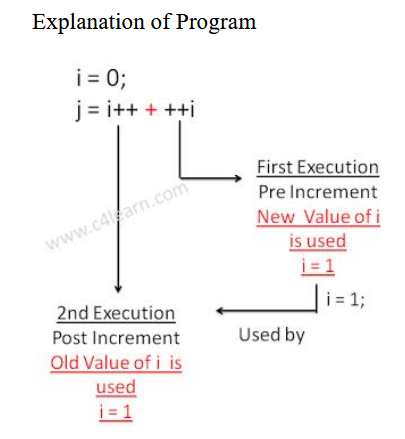 Explanation of Program
i = 0;
j = i++ + ++i
First Execution
Pre Increment
New Value of i
is used
i = 1
www.c4learn.com
i = 1;
2nd Execution
Post Increment
Old Value of i is
used
i = 1
Used by